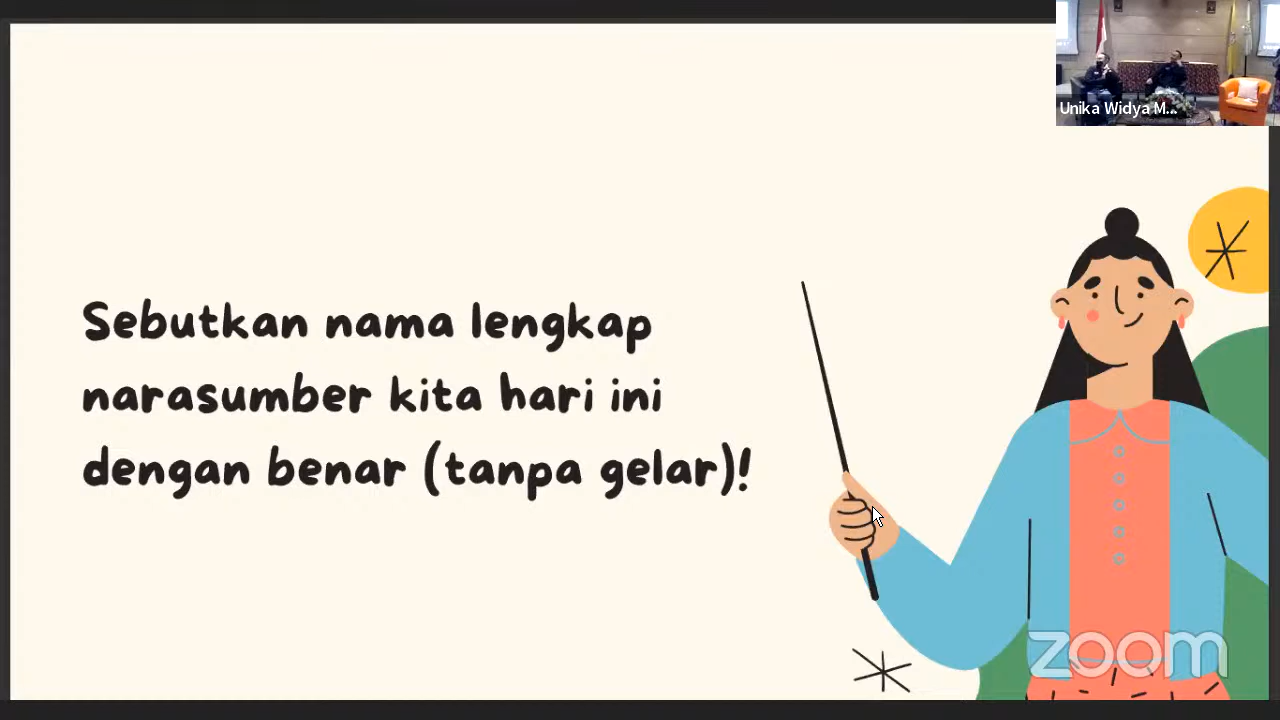 Unika Widya M...
Sebutkan nama lengkap
narasumber kita hari ini
dengan benar (tanpa gelar)!
zoom